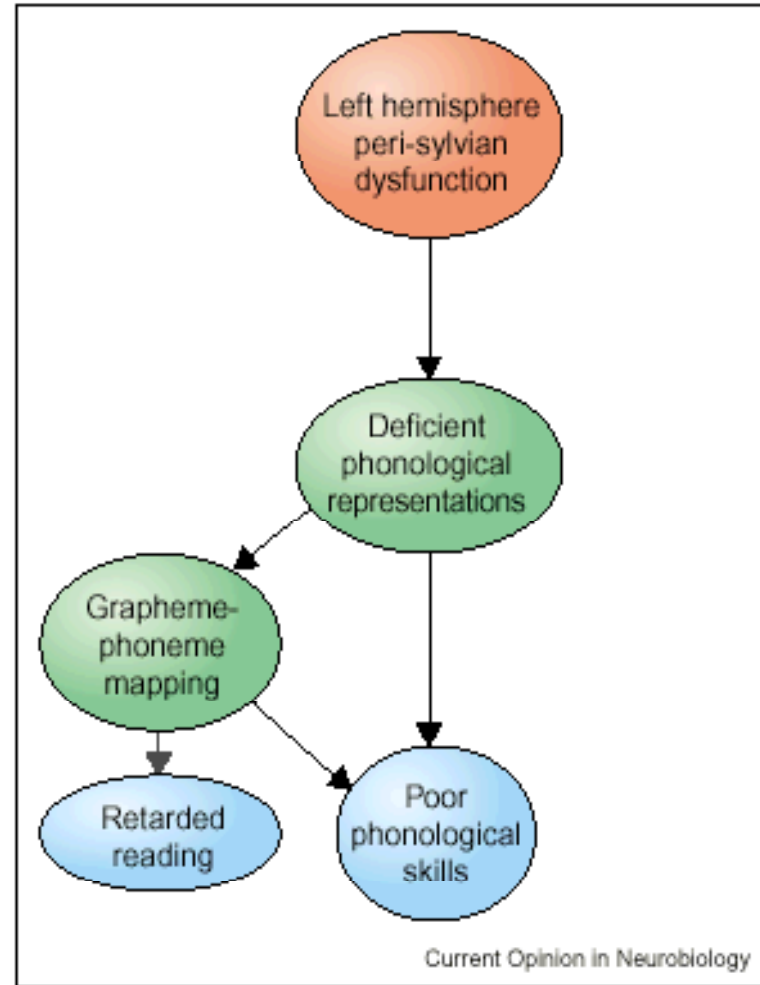 Left hemisphere
peri-sylvian
dysfunction
Deficient
phonological
representations
Grapheme-
phoneme
mapping
Retarded
reading
Poor
phonological
skills
Current Opinion in Neurobiology